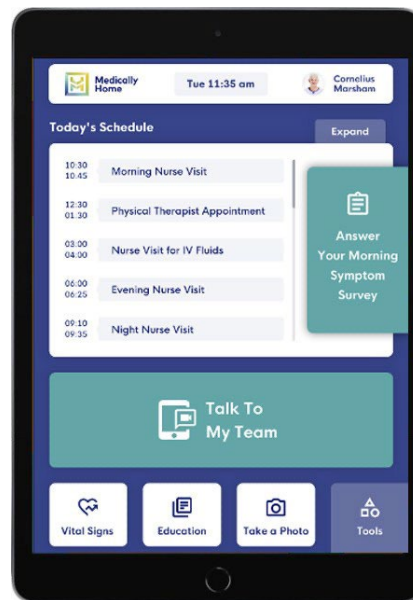 Medically
Home
Tue 11:35 am
Cornelius
Marsham
Today's Schedule
Expand
10:30
10.45
Morning Nurse Visit
12:30
01.30
Physical Therapist Appointment
03:00
04:00
Nurse Visit for IV Fluids
06:00
06:25
Evening Nurse Visit
09:10
09:35
Night Nurse Visit
Answer
Your Morning
Symptom
Survey
Talk To
My Team
Vital Signs
Education
Take a Photo
Tools